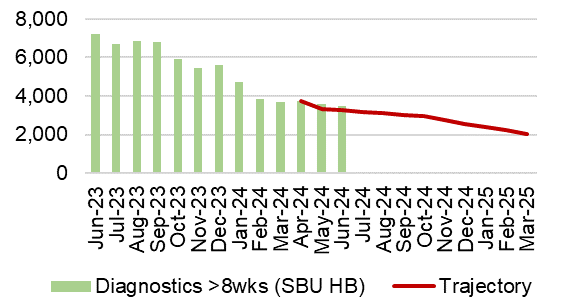 8,000
6,000
4,000
2,000
0
Jun-23
Jul-23
Aug-23
Sep-23
Oct-23
Nov-23
Dec-23
Jan-24
Feb-24
Mar-24
Apr-24
May-24
Jun-24
Jul-24
Aug-24
Sep-24
Oct-24
Nov-24
Dec-24
Jan-25
Feb-25
Mar-25
Diagnostics >8wks (SBU HB) Trajectory